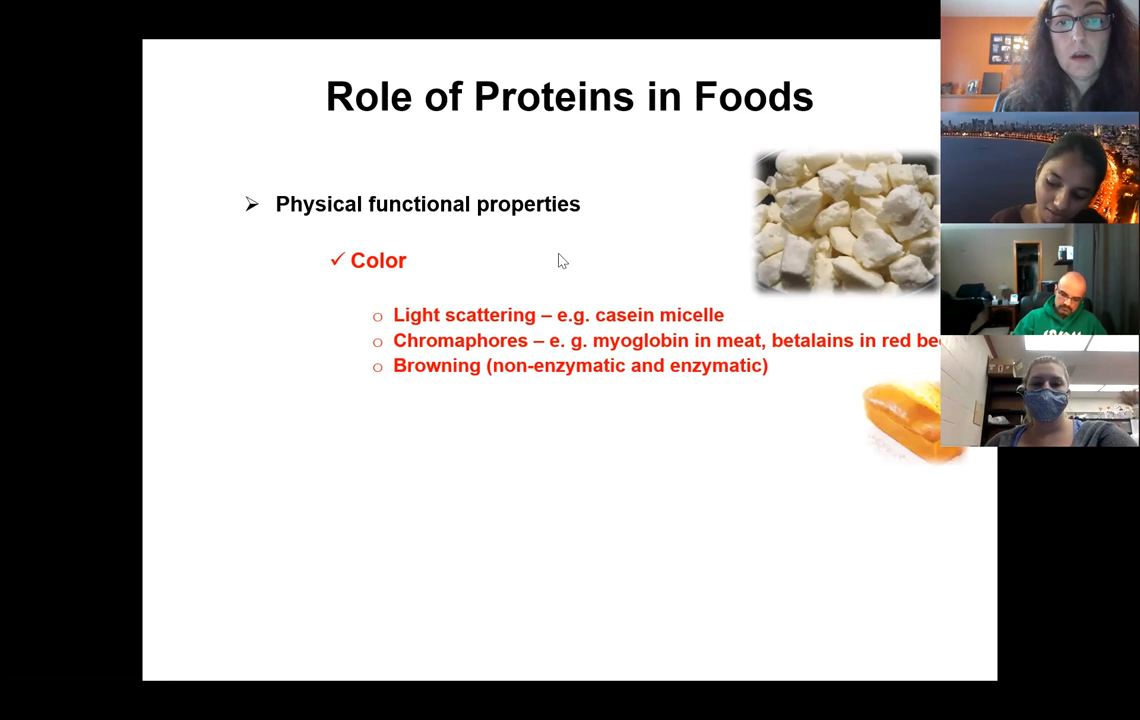 Role of Proteins in Foods
Physical functional properties
Color
Light scattering – e.g. casein micelle
Chromaphores – e. g. myoglobin in meat, betalains in red
Browning (non-enzymatic and enzymatic)